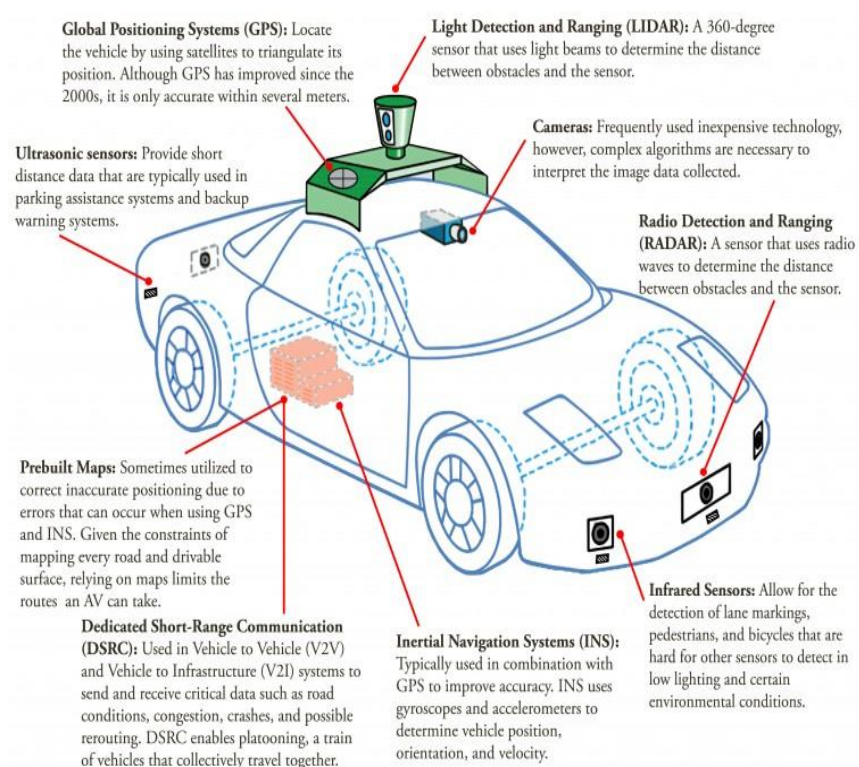 Global Positioning Systems (GPS): Locate
the vehicle by using satellites to triangulate its
position. Although GPS has improved since the
2000s, it is only accurate within several meters.
Light Detection and Ranging (LIDAR): A 360-degree
sensor that uses light beams to determine the distance
between obstacles and the sensor.
Cameras: Frequently used inexpensive technology,
however, complex algorithms are necessary to
interpret the image data collected.
Ultrasonic sensors: Provide short
distance data that are typically used in
parking assistance systems and backup
warning systems.
Radio Detection and Ranging
(RADAR): A sensor that uses radio
waves to determine the distance
between obstacles and the sensor.
Prebuilt Maps: Sometimes utilized to
correct inaccurate positioning due to
errors that can occur when using GPS
and INS. Given the constraints of
mapping every road and drivable
surface, relying on maps limits the
routes an AV can take.
Dedicated Short-Range Communication
(DSRC): Used in Vehicle to Vehicle (V2V)
and Vehicle to Infrastructure (V2I) systems to
send and receive critical data such as road
conditions, congestion, crashes, and possible
rerouting. DSRC enables platooning, a train
of vehicles that collectively travel together.
Inertial Navigation Systems (INS):
Typically used in combination with
GPS to improve accuracy. INS uses
gyroscopes and accelerometers to
determine vehicle position,
orientation, and velocity.
Infrared Sensors: Allow for the
detection of lane markings,
pedestrians, and bicycles that are
hard for other sensors to detect in
low lighting and certain
environmental conditions.